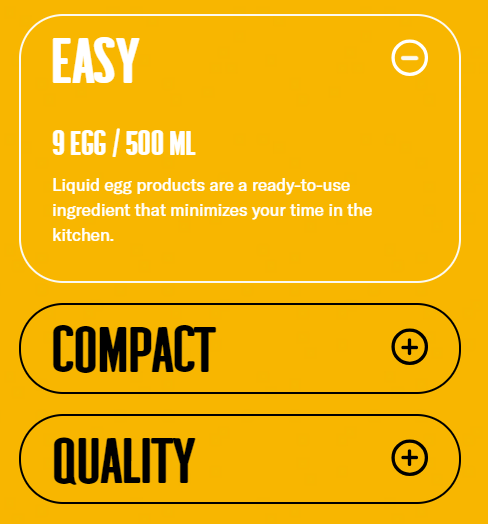 EASY
9 EGG / 500 ML
Liquid egg products are a ready-to-use
ingredient that minimizes your time in the
kitchen.
COMPACT
QUALITY